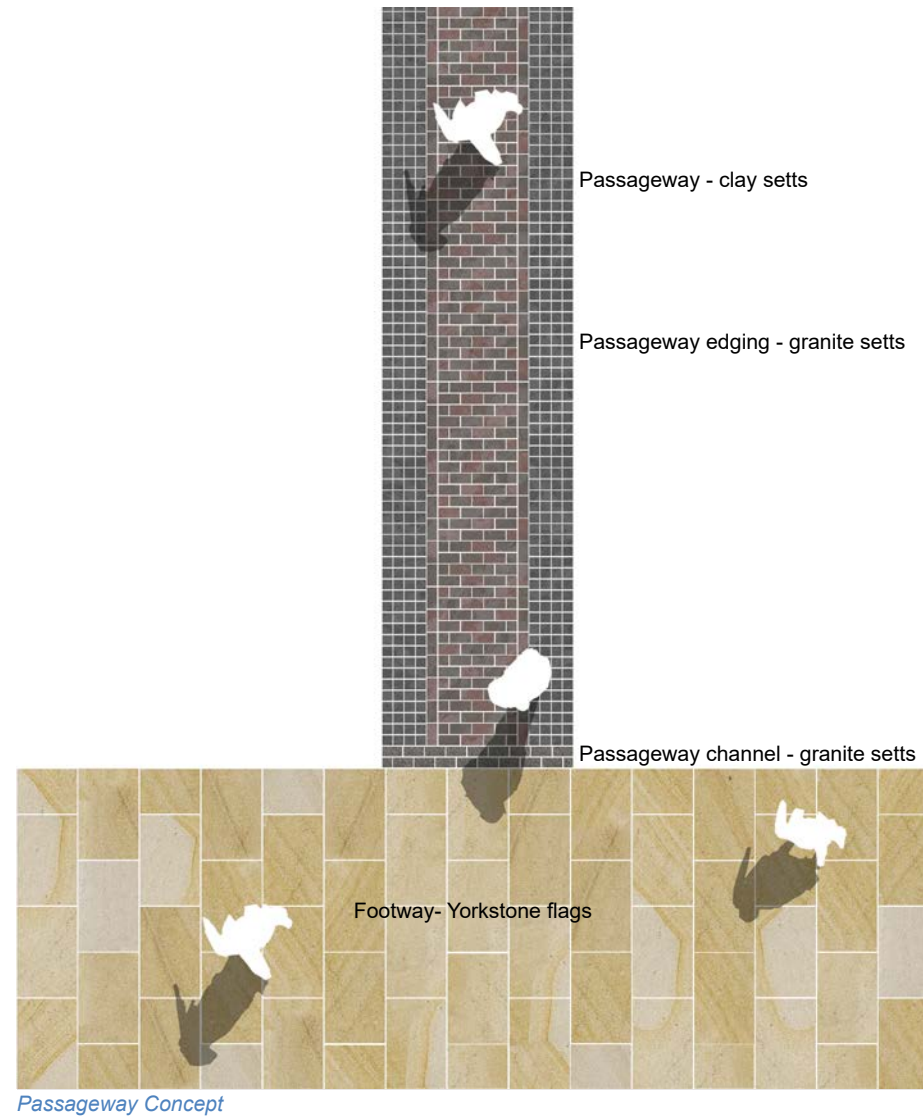 Passageway - clay setts
Passageway edging - granite setts
Passageway channel - granite setts
Footway- Yorkstone flags
Passageway Concept